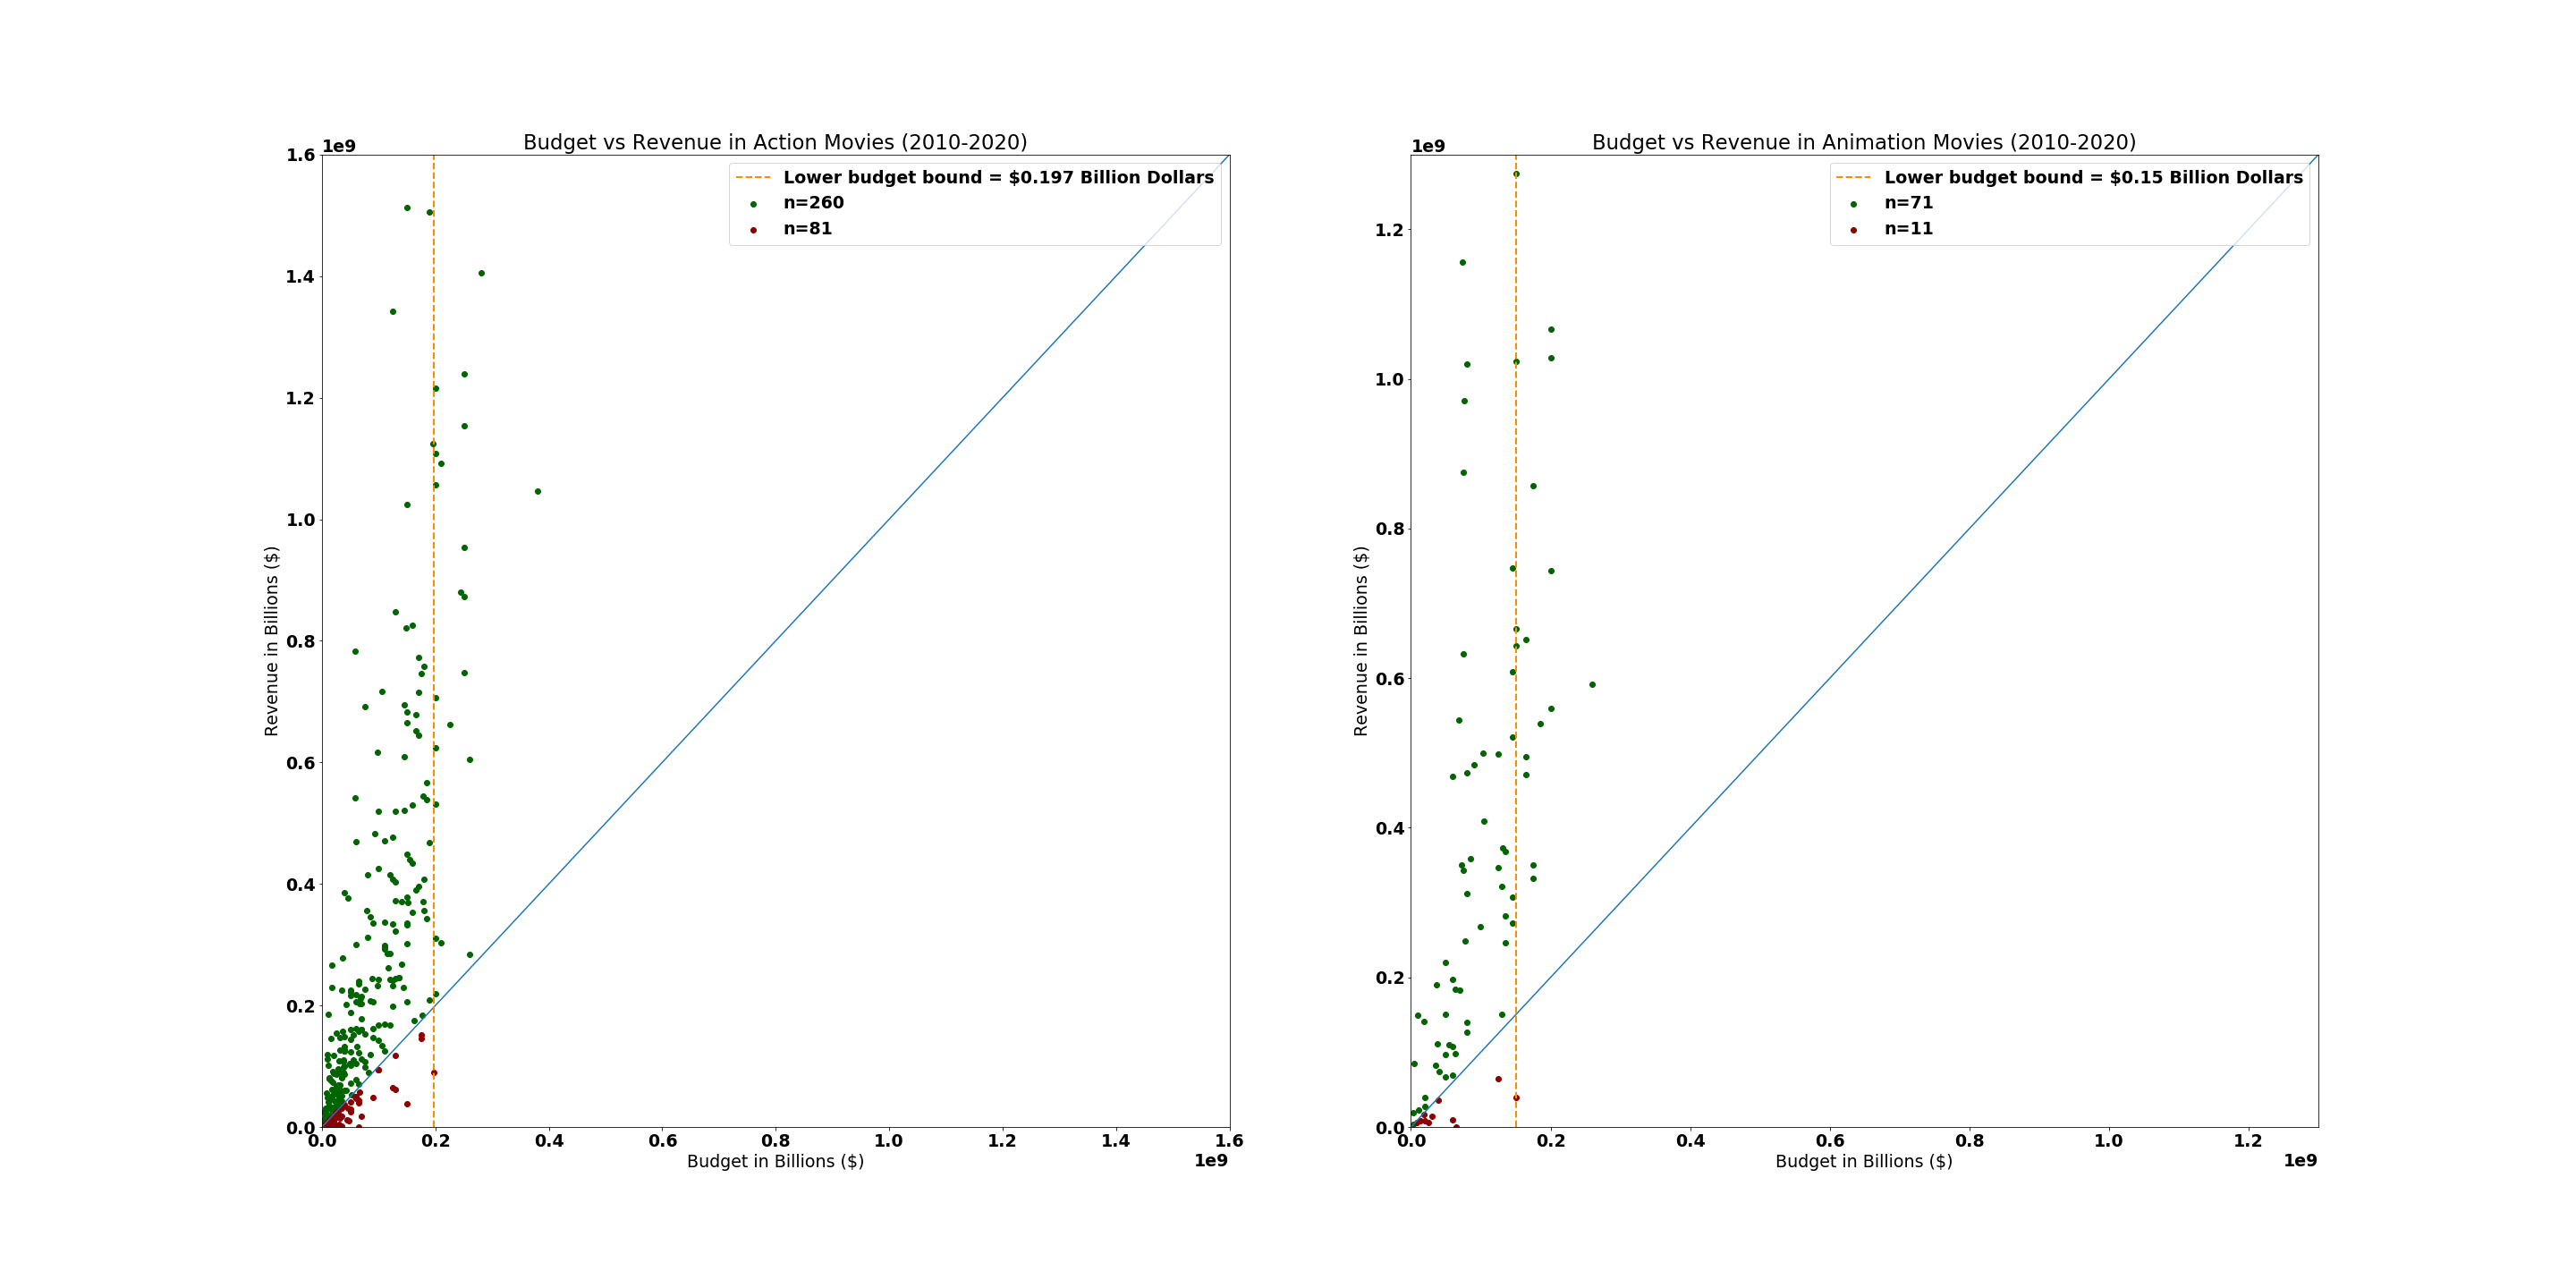 Budget vs Revenue in Action Movies (2010-2020)
1e9
1.6
1.4
1.2
1.0
0.8
0.6
0.4
0.2
0.0
Revenue in Billions ($)
Lower budget bound = $0.197 Billion Dollars
n=260
n=81
0.0 0.2 0.4 0.6 0.8 1.0 1.2 1.4 1.6
Budget in Billions ($)
1e9
Budget vs Revenue in Animation Movies (2010-2020)
1e9
1.2
1.0
0.8
0.6
0.4
0.2
0.0
Revenue in Billions ($)
Lower budget bound = $0.15 Billion Dollars
n=71
n=11
0.0 0.2 0.4 0.6 0.8 1.0 1.2
Budget in Billions ($)
1e9